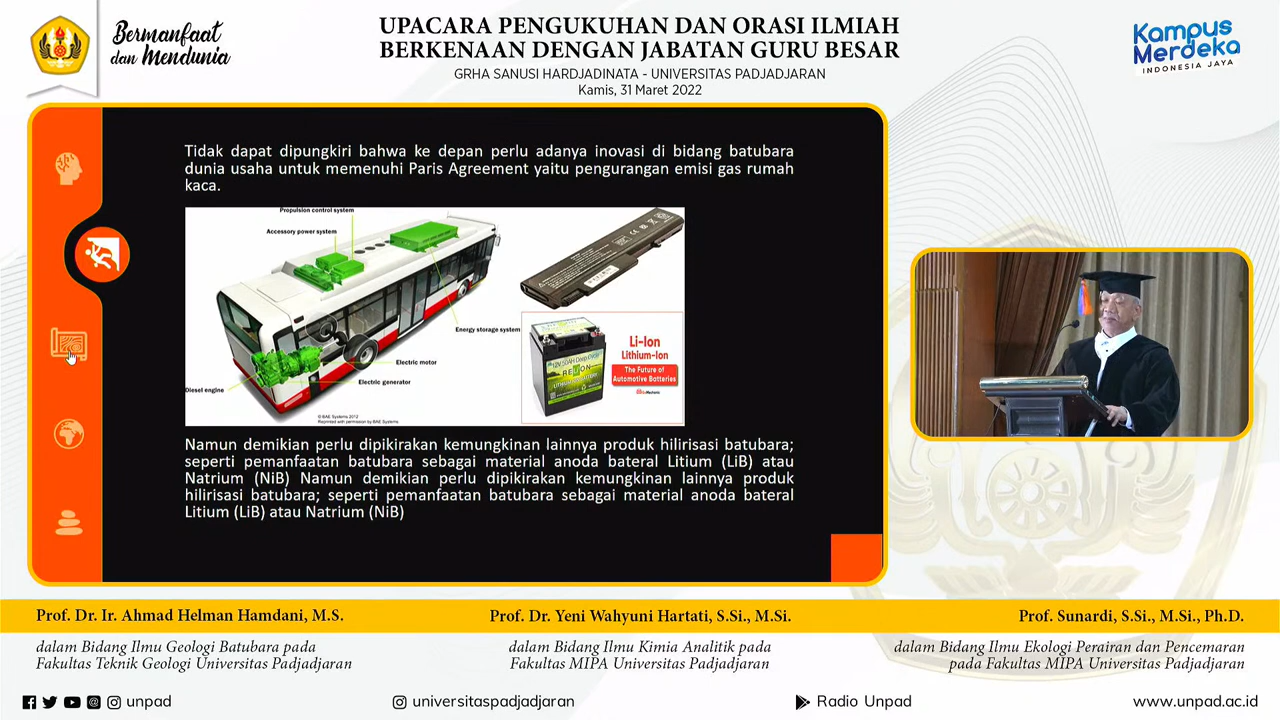 Bermanfaat
dan Mendunia
UPACARA PENGUKUHAN DAN ORASI ILMIAH
BERKENAAN DENGAN JABATAN GURU BESAR
GRHA SANUSI HARDJADINATA - UNIVERSITAS PADJADJARAN
Kamis, 31 Maret 2022
Kampus
Merdeka
INDONESIA JAYA
Tidak dapat dipungkiri bahwa ke depan perlu adanya inovasi di bidang batubara
dunia usaha untuk memenuhi Paris Agreement yaitu pengurangan emisi gas rumah
kaca.
Propulsion control system
Accessory power system
Energy storage system
Electric motor
Electric generator
Diesel engine
© BAE Systems 2012
Reprinted with permission by BAE Systems
Li-Ion
Lithium-Ion
The Future of
Automotive Batteries
Namun demikian perlu dipikirakan kemungkinan lainnya produk hilirisasi batubara;
seperti pemanfaatan batubara sebagai material anoda bateral Litium (LiB) atau
Natrium (NiB) Namun demikian perlu dipikirakan kemungkinan lainnya produk
hilirisasi batubara; seperti pemanfaatan batubara sebagai material anoda bateral
Litium (LiB) atau Natrium (NiB)
Prof. Dr. Ir. Ahmad Helman Hamdani, M.S.
dalam Bidang Ilmu Geologi Batubara pada
Fakultas Teknik Geologi Universitas Padjadjaran
Prof. Dr. Yeni Wahyuni Hartati, S.Si., M.Si.
dalam Bidang Ilmu Kimia Analitik pada
Fakultas MIPA Universitas Padjadjaran
Prof. Sunardi, S.Si., M.Si., Ph.D.
dalam Bidang Ilmu Ekologi Perairan dan Pencemaran
pada Fakultas MIPA Universitas Padjadjaran
unpad
universitaspadjadjaran
Radio Unpad
www.unpad.ac.id